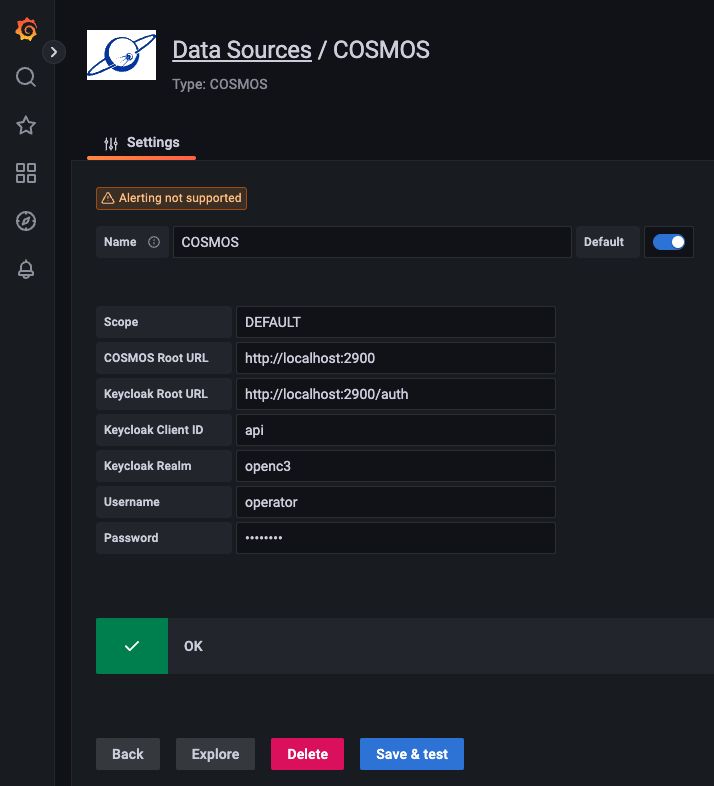 Data Sources / COSMOS
Type: COSMOS
Settings
Alerting not supported
Name COSMOS Default
Scope DEFAULT
COSMOS Root URL http://localhost:2900
Keycloak Root URL http://localhost:2900/auth
Keycloak Client ID api
Keycloak Realm openc3
Username operator
Password ••••••••
OK
Back Explore Delete Save & test